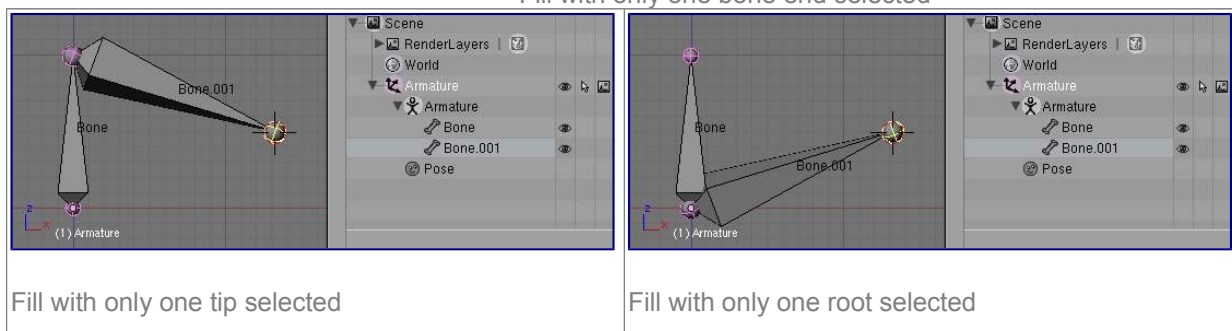 Fill with only one bone end selected
Scene
RenderLayers |
World
Armature
Armature
Bone
Bone.001
Pose
Bone.001
Bone
z
x
(1) Armature
Scene
RenderLayers |
World
Armature
Armature
Bone
Bone.001
Pose
Bone
Bone.001
z
x
(1) Armature
Fill with only one tip selected
Fill with only one root selected